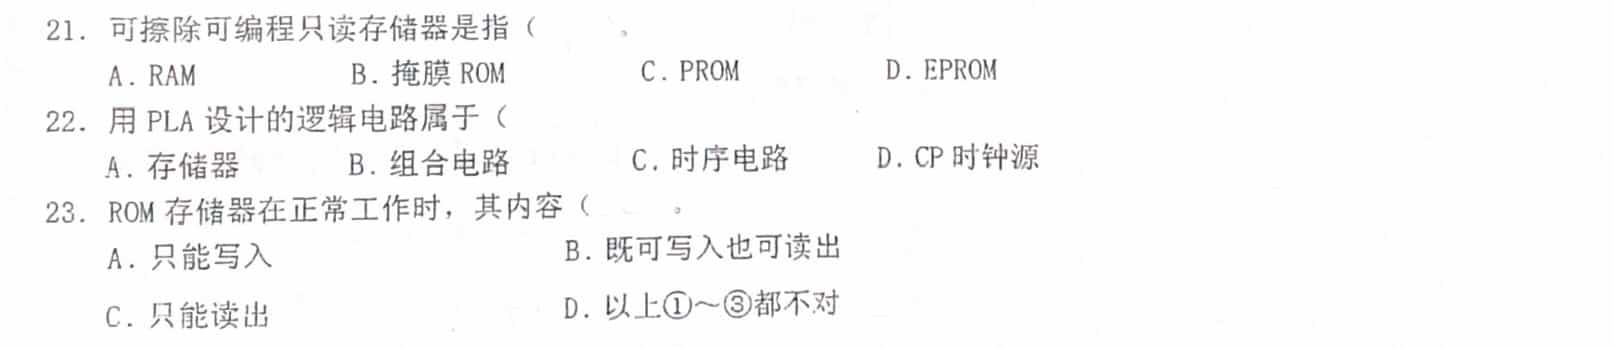 21. 可擦除可编程只读存储器是指（ 。
A. RAM B. 掩膜 ROM C. PROM D. EPROM
22. 用 PLA 设计的逻辑电路属于（
A. 存储器 B. 组合电路 C. 时序电路 D. CP 时钟源
23. ROM 存储器在正常工作时，其内容（ 。
A. 只能写入 B. 既可写入也可读出
C. 只能读出 D. 以上①～③都不对